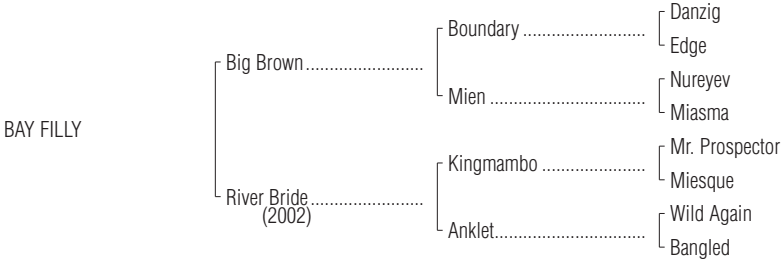 Danzig
Boundary ........................
Edge
Big Brown.......................
Nureyev
Mien ...............................
Miasma
BAY FILLY
Mr. Prospector
Kingmambo ....................
Miesque
River Bride......................
(2002)
Wild Again
Anklet.............................
Bangled